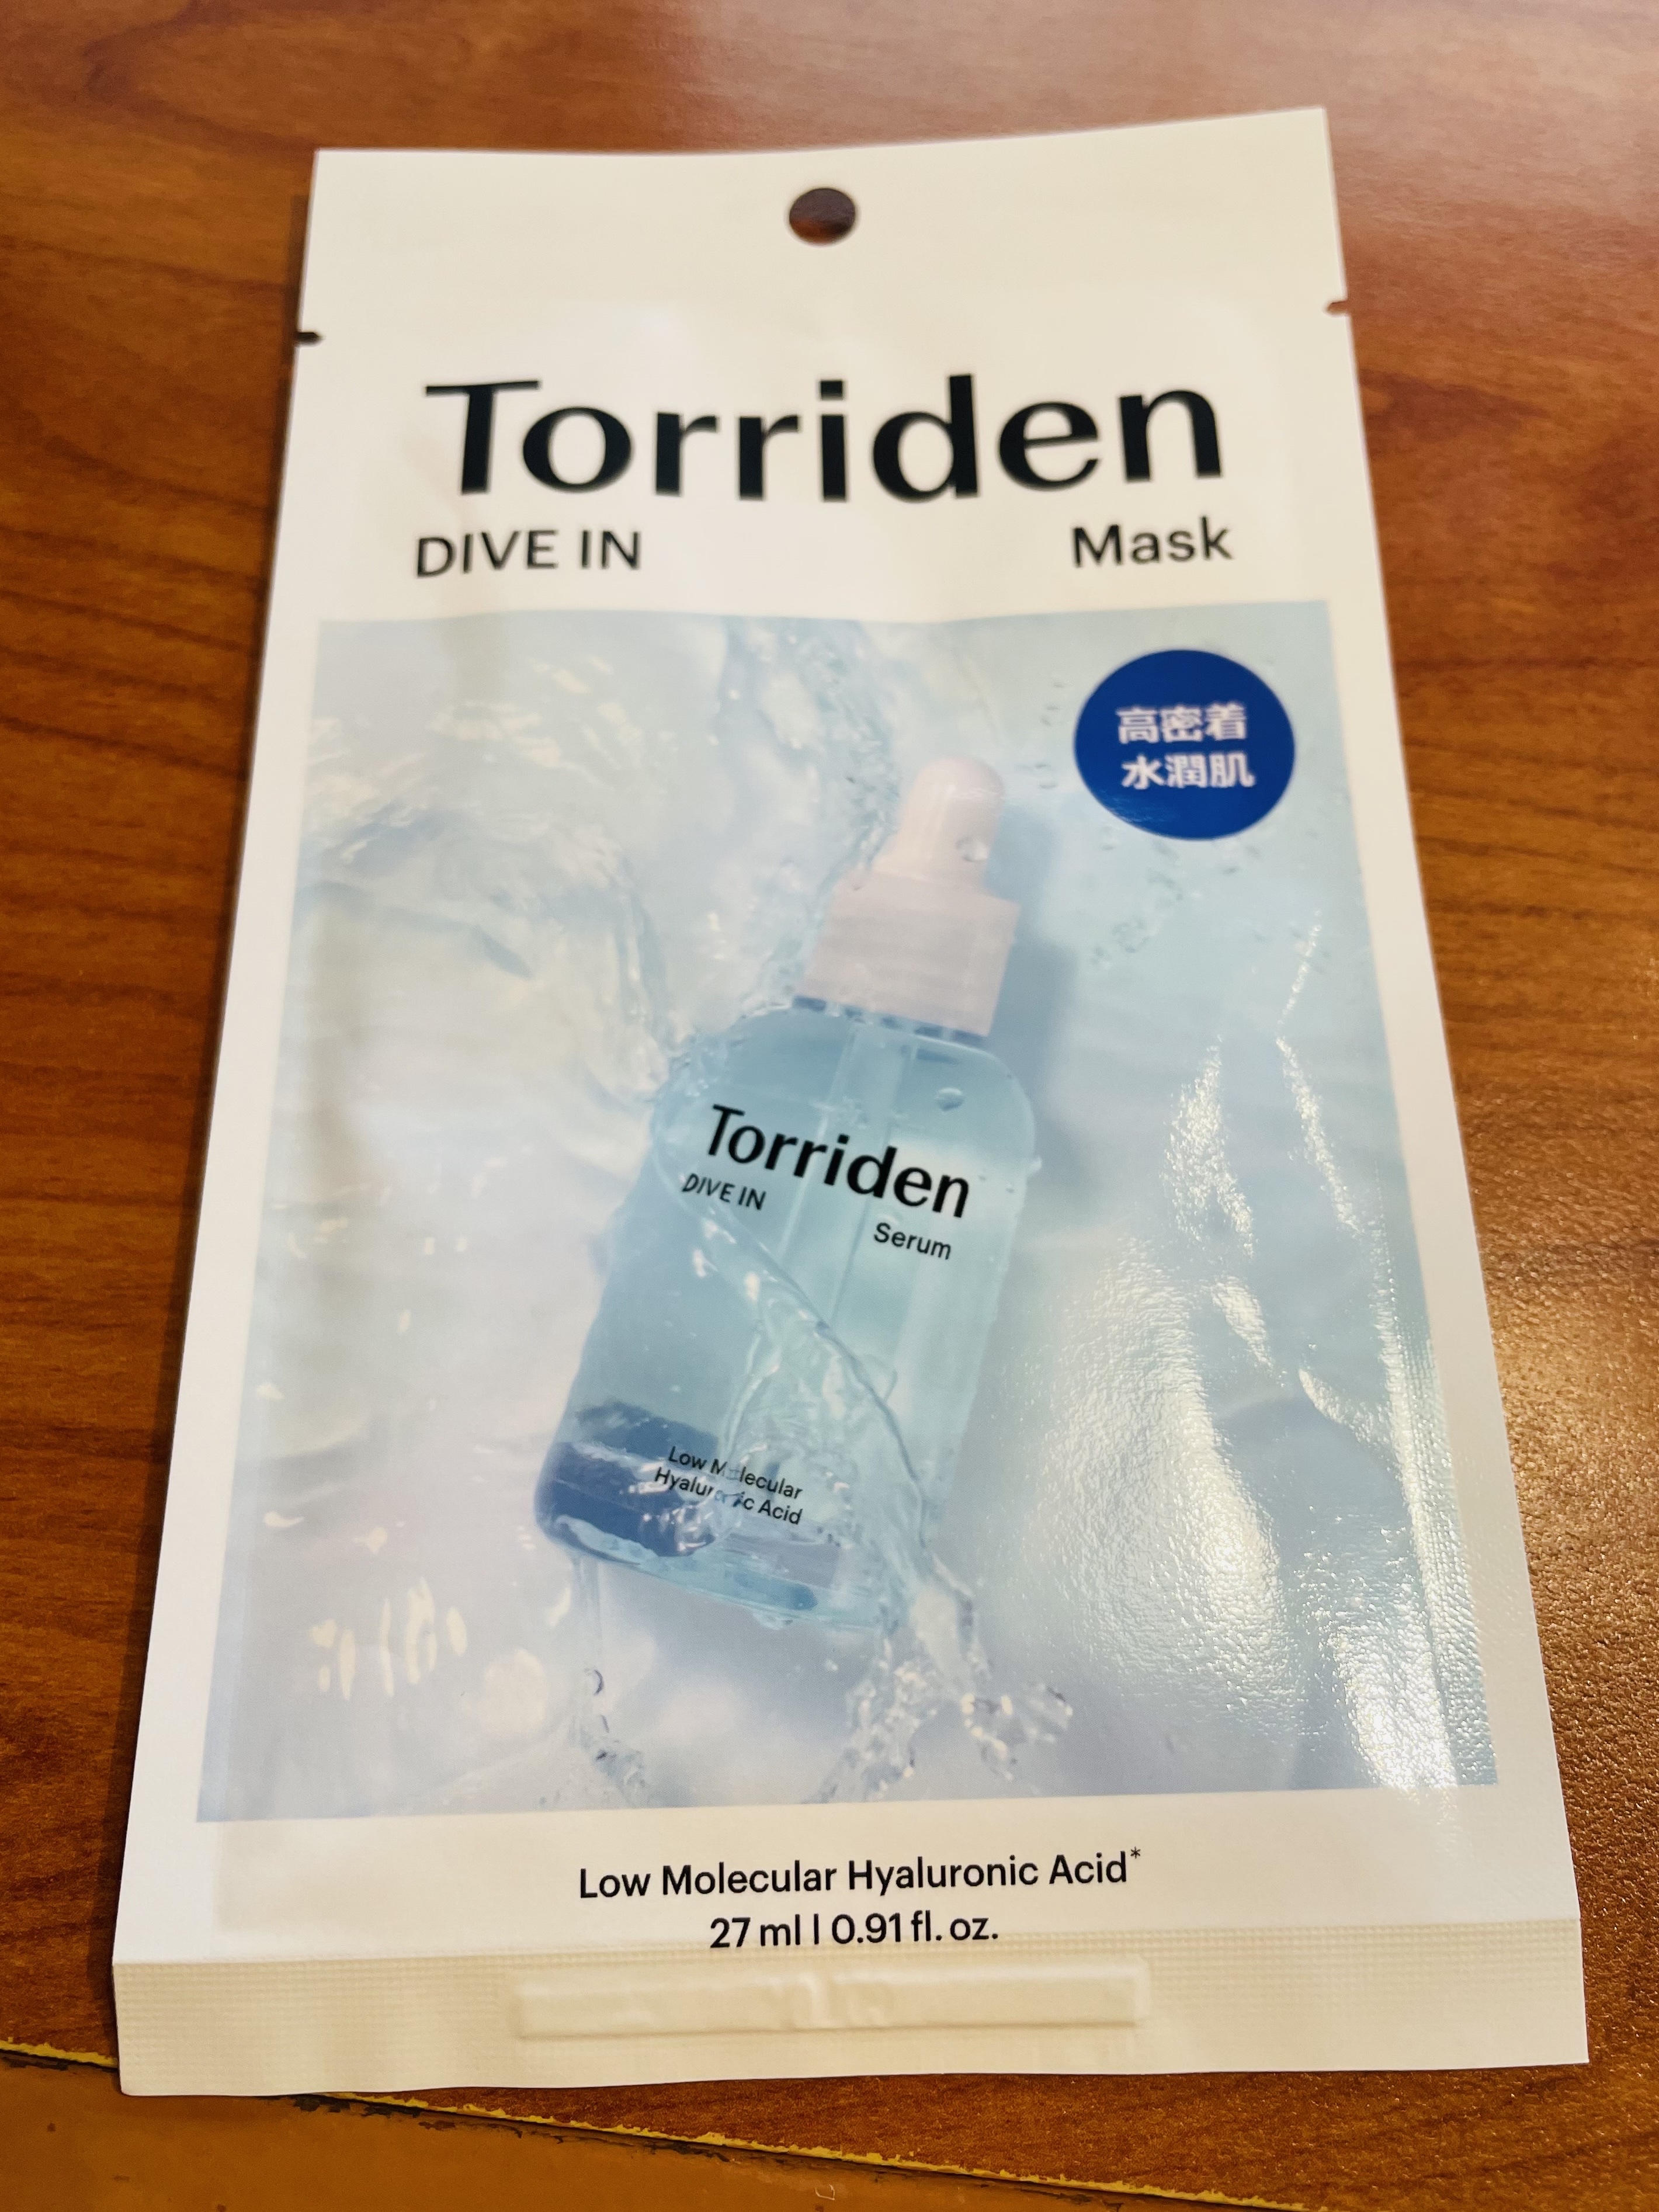 Torriden
DIVE IN Mask
高密着
水潤肌
Torriden
DIVE IN
Serum
Low Molecular
Hyaluronic Acid
Low Molecular Hyaluronic Acid*
27 ml | 0.91 fl. oz.